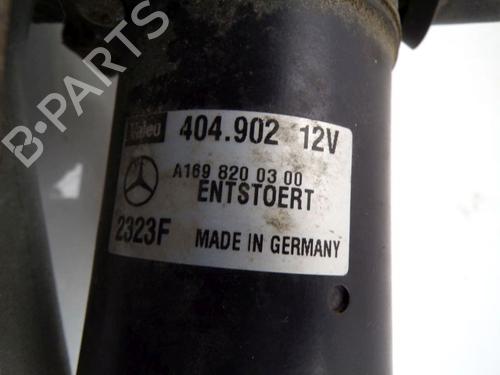 B-PARTS
Valeo 404.902 12V
A169 820 03 00
ENTSTOERT
2323F MADE IN GERMANY